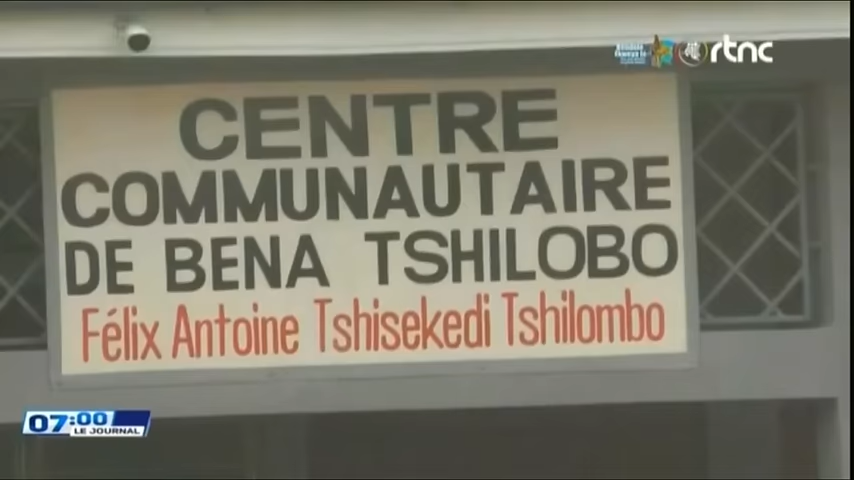 rtnc
CENTRE
COMMUNAUTAIRE
DE BENA TSHILOBO
Félix Antoine Tshisekedi Tshilombo
07:00
LE JOURNAL